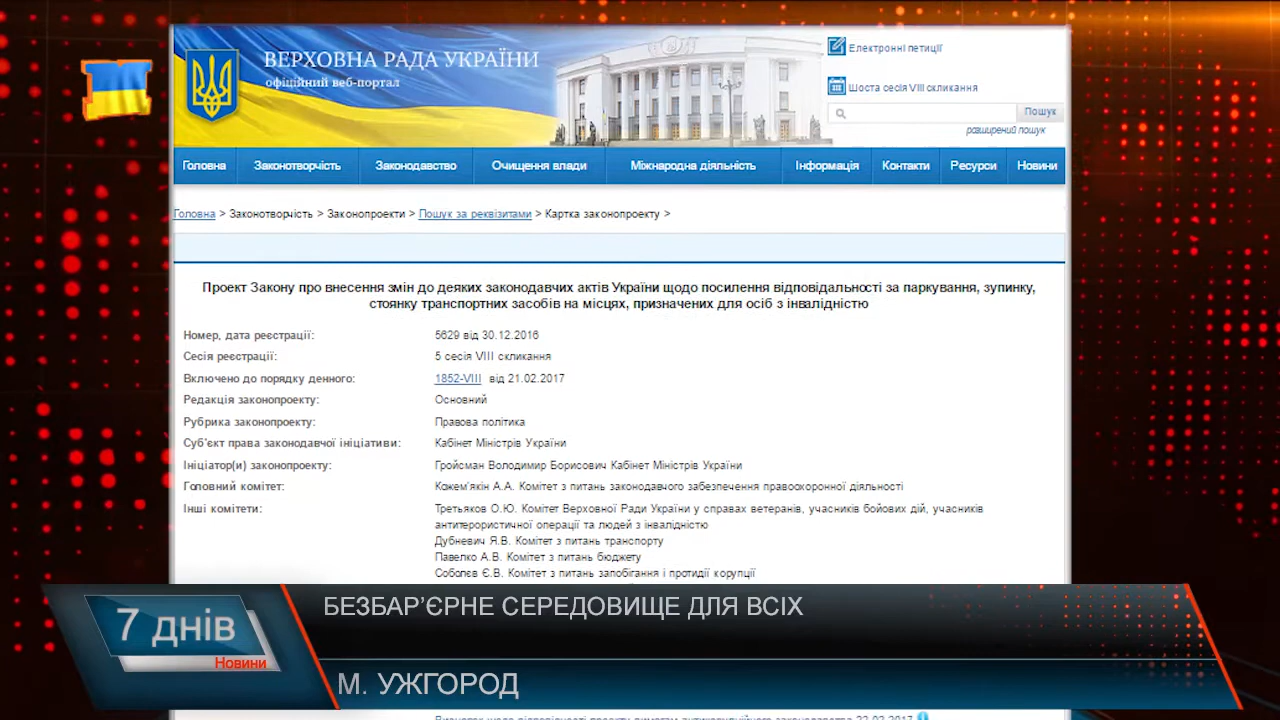 ВЕРХОВНА РАДА УКРАЇНИ
офіційний веб-портал
Електронні петиції
Шоста сесія VIII скликання
Пошук
розширений пошук
Головна Законотворчість Законодавство Очищення влади Міжнародна діяльність Інформація Контакти Ресурси Новини
Головна > Законотворчість > Законопроекти > Пошук за реквізитами > Картка законопроекту >
Проект Закону про внесення змін до деяких законодавчих актів України щодо посилення відповідальності за паркування, зупинку,
стоянку транспортних засобів на місцях, призначених для осіб з інвалідністю
Номер, дата реєстрації: 5629 від 30.12.2016
Сесія реєстрації: 5 сесія VIII скликання
Включено до порядку денного: 1852-VIII від 21.02.2017
Редакція законопроекту: Основний
Рубрика законопроекту: Правова політика
Суб'єкт права законодавчої ініціативи: Кабінет Міністрів України
Ініціатор(и) законопроекту: Гройсман Володимир Борисович Кабінет Міністрів України
Головний комітет: Кожем'якін А.А. Комітет з питань законодавчого забезпечення правоохоронної діяльності
Інші комітети: Третьяков О.Ю. Комітет Верховної Ради України у справах ветеранів, учасників бойових дій, учасників
антитерористичної операції та людей з інвалідністю
Дубневич Я.В. Комітет з питань транспорту
Павелко А.В. Комітет з питань бюджету
Соболєв Є.В. Комітет з питань запобігання і протидії корупції
БЕЗБАР’ЄРНЕ СЕРЕДОВИЩЕ ДЛЯ ВСІХ
7 днів
Новини
М. УЖГОРОД